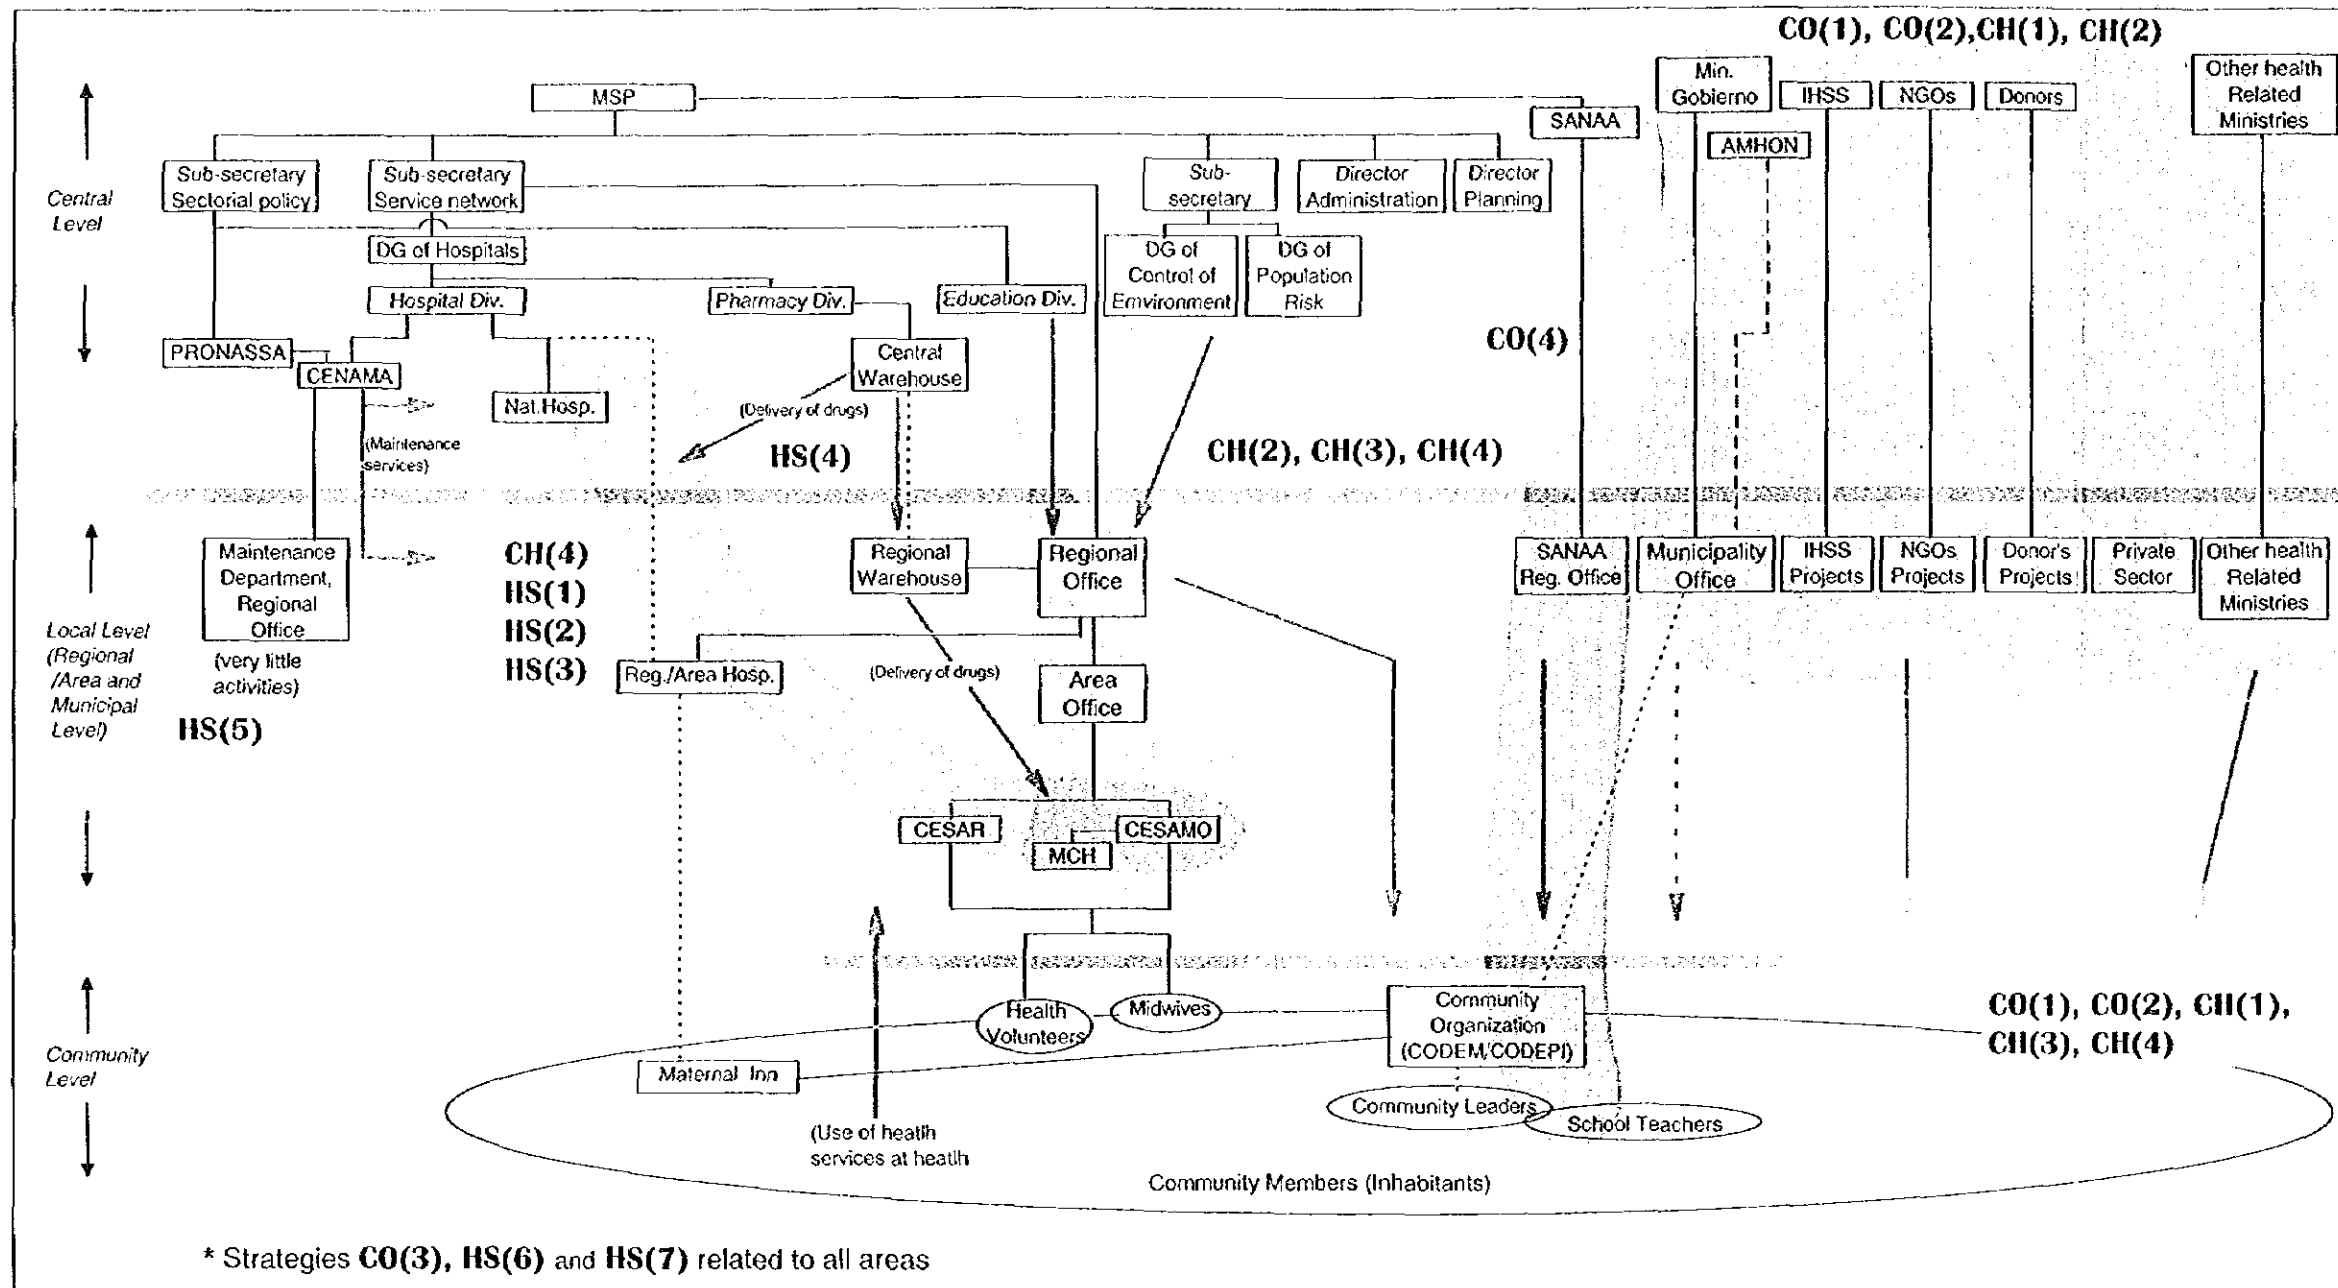 CO(1), CO(2),CH(1), CH(2)
MSP
SANAA
Min.
Gobierno
IHSS
NGOs
Donors
Other health
Related
Ministries
AMHON
Central
Level
Sub-secretary
Sectorial policy
Sub-secretary
Service network
Sub-
secretary
Director
Administration
Director
Planning
DG of Hospitals
DG of
Control of
Emvironment
DG of
Population
Risk
Hospital Div.
Pharmacy Div.
Education Div.
PRONASSA
CENAMA
Nat.Hosp.
Central
Warehouse
CO(4)
(Delivery of drugs)
(Maintenance
services)
HS(4)
CH(2), CH(3), CH(4)
Local Level
(Regional
/Area and
Municipal
Level)
Maintenance
Department,
Regional
Office
(very little
activities)
HS(5)
CH(4)
HS(1)
HS(2)
HS(3)
Regional
Warehouse
Regional
Office
SANAA
Reg. Office
Municipality
Office
IHSS
Projects
NGOs
Projects
Donor's
Projects
Private
Sector
Other health
Related
Ministries
Reg./Area Hosp.
(Delivery of drugs)
Area
Office
CESAR
CESAMO
MCH
Community
Level
Health
Volunteers
Midwives
Community
Organization
(CODEM/CODEPI)
CO(1), CO(2), CH(1),
CH(3), CH(4)
Maternal Inn
Community Leaders
School Teachers
(Use of heatlh
services at heatlh
Community Members (Inhabitants)
* Strategies CO(3), HS(6) and HS(7) related to all areas